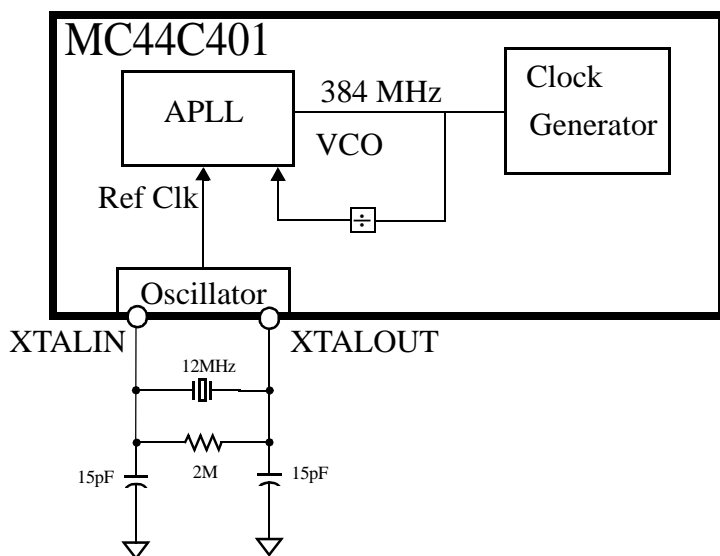 MC44C401
APLL
384 MHz
VCO
Clock
Generator
Ref Clk
÷
Oscillator
XTALIN
XTALOUT
12MHz
2M
15pF
15pF